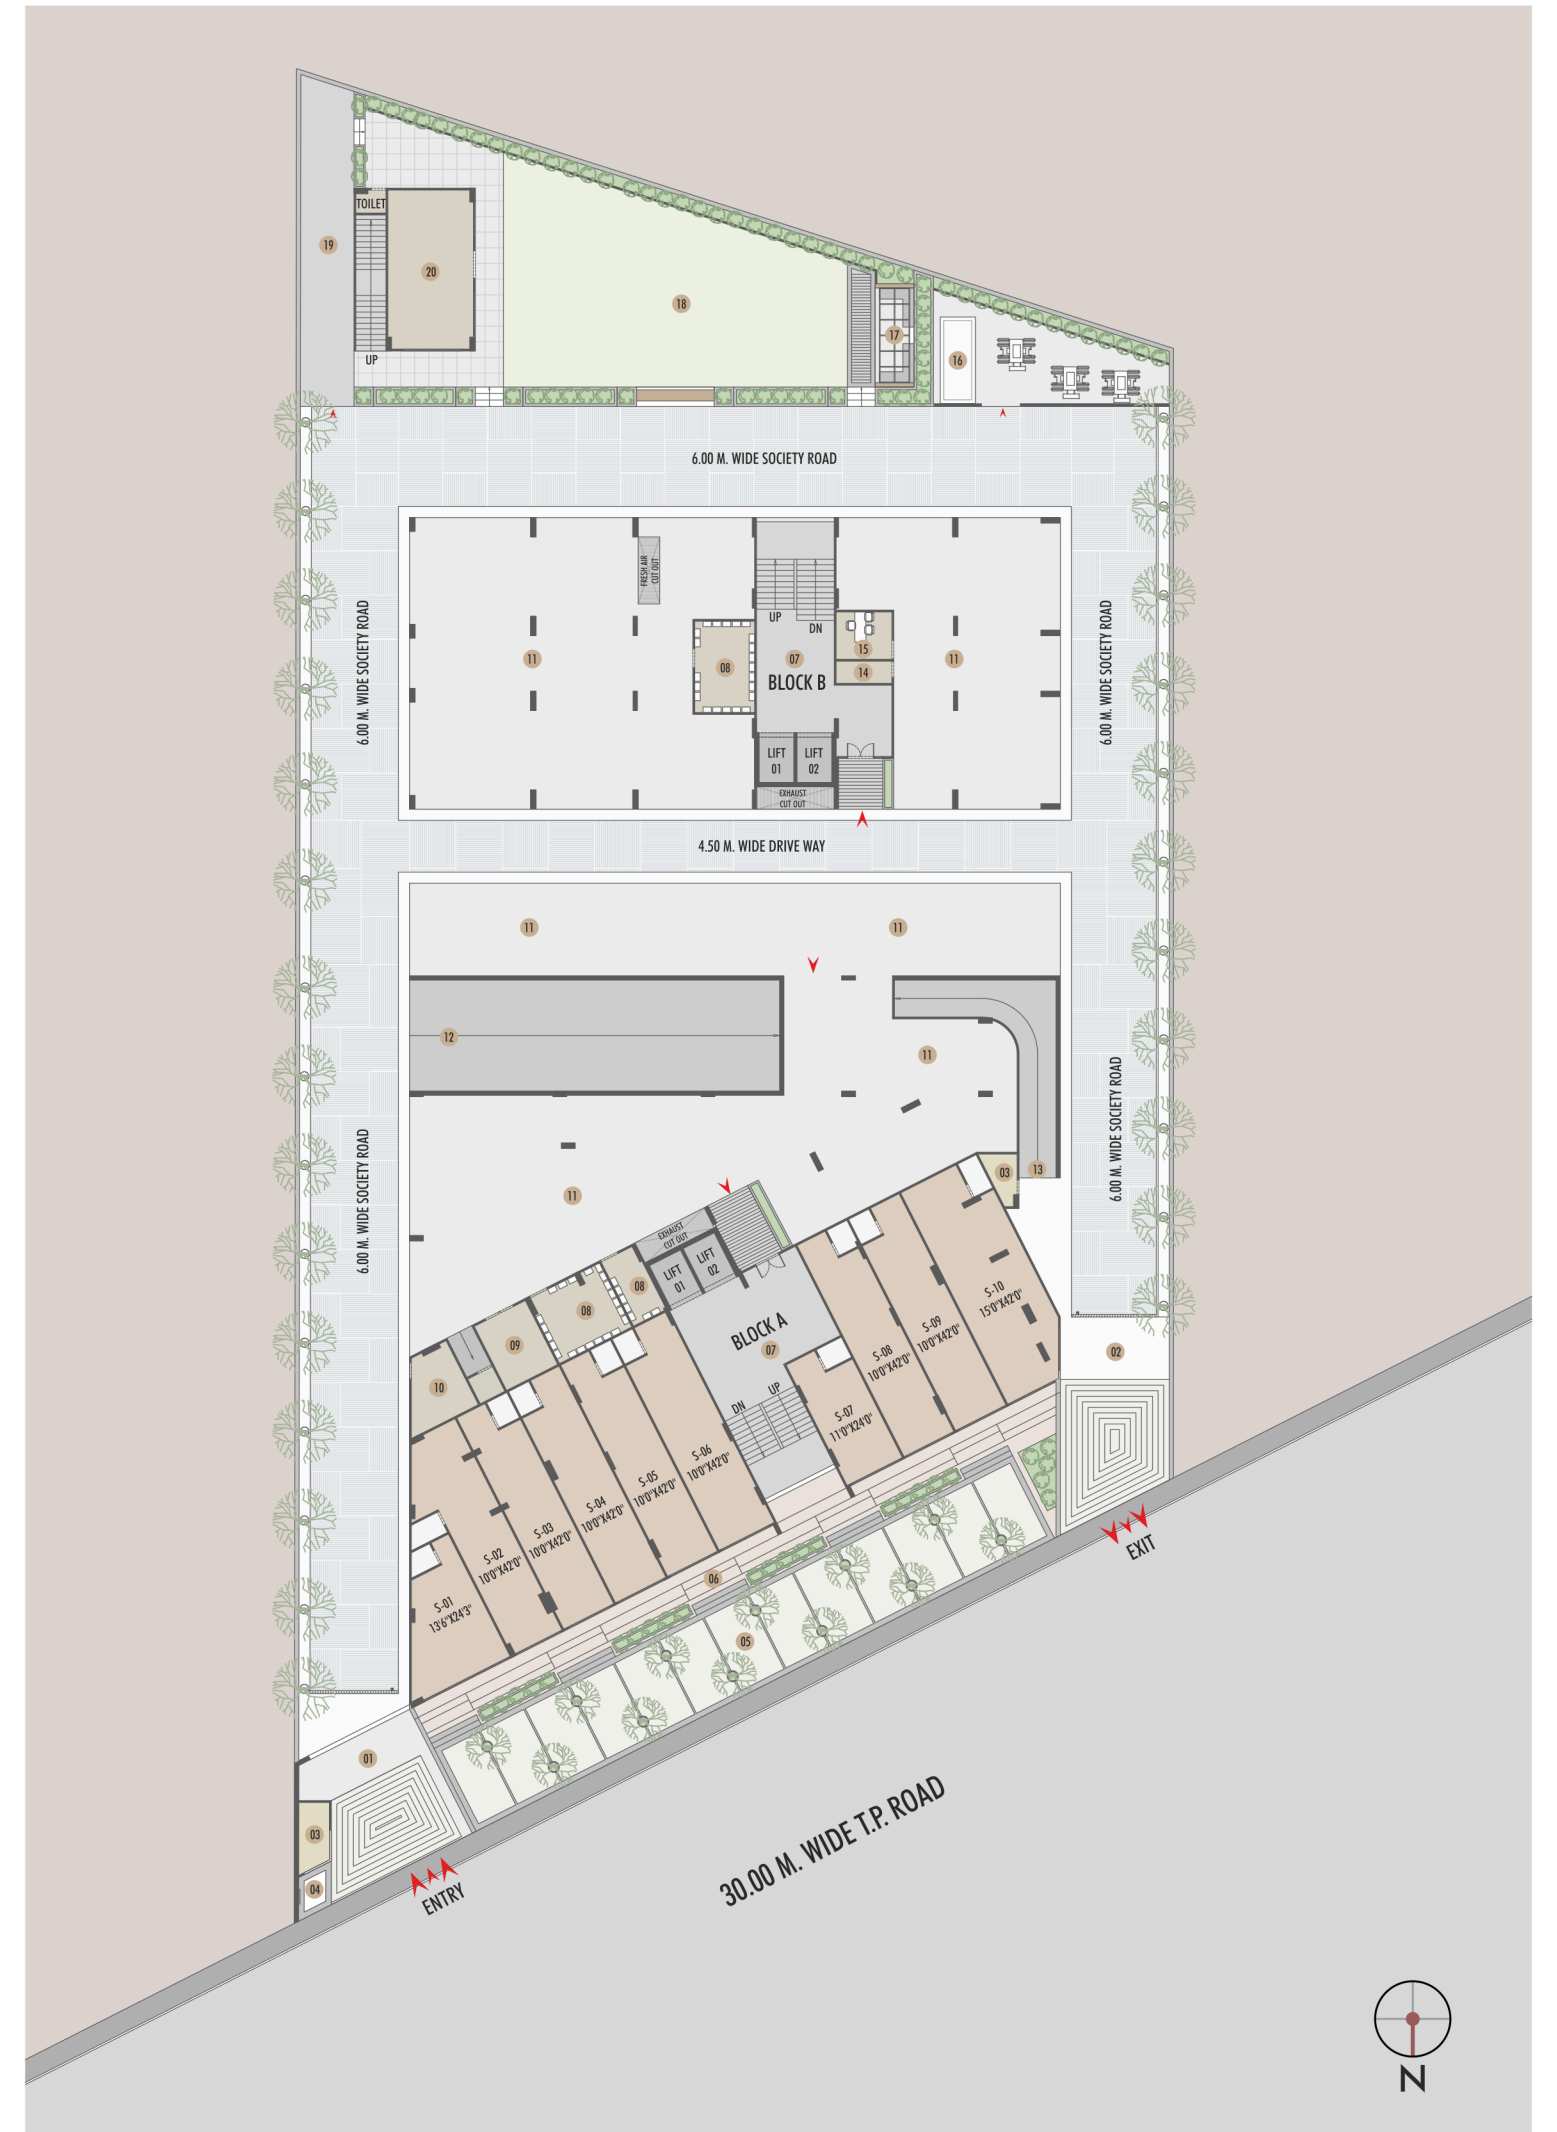 TOILET
19
20
18
17
16
UP
6.00 M. WIDE SOCIETY ROAD
FRESH AIR
CUT OUT
6.00 M. WIDE SOCIETY ROAD
6.00 M. WIDE SOCIETY ROAD
UP
DN
15
11
08
07
11
14
BLOCK B
LIFT
01
LIFT
02
EXHAUST
CUT OUT
4.50 M. WIDE DRIVE WAY
11
11
12
11
6.00 M. WIDE SOCIETY ROAD
6.00 M. WIDE SOCIETY ROAD
03
13
11
EXHAUST
CUT OUT
LIFT
01
LIFT
02
08
08
09
10
BLOCK A
07
DN
UP
S-10
15'0"X42'0"
S-09
10'0"X42'0"
S-08
10'0"X42'0"
S-07
11'0"X24'0"
S-06
10'0"X42'0"
S-05
10'0"X42'0"
S-04
10'0"X42'0"
S-03
10'0"X42'0"
S-02
10'0"X42'0"
S-01
13'6"X24'3"
02
06
05
EXIT
01
03
04
ENTRY
30.00 M. WIDE T.P. ROAD
N